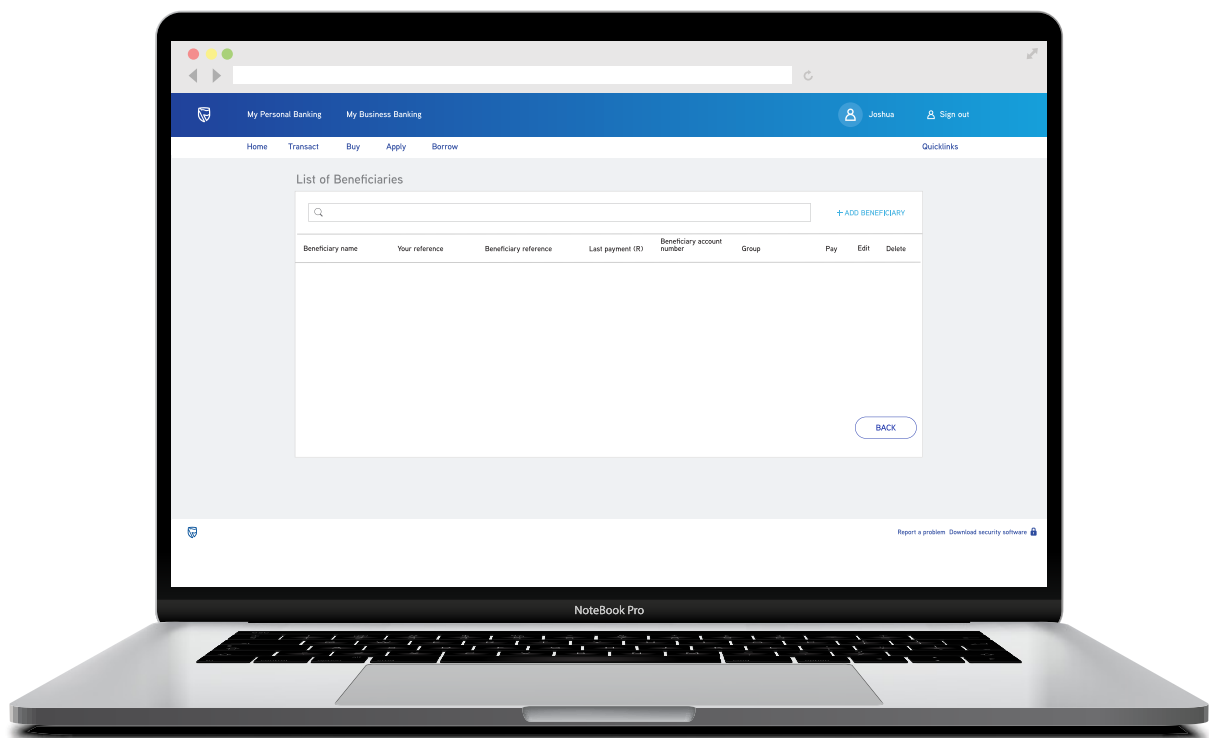 My Personal Banking My Business Banking Joshua Sign out
Home Transact Buy Apply Borrow Quicklinks
List of Beneficiaries
+ ADD BENEFICIARY
Beneficiary name Your reference Beneficiary reference Last payment (R) Beneficiary account number Group Pay Edit Delete
BACK
Report a problem Download security software
NoteBook Pro